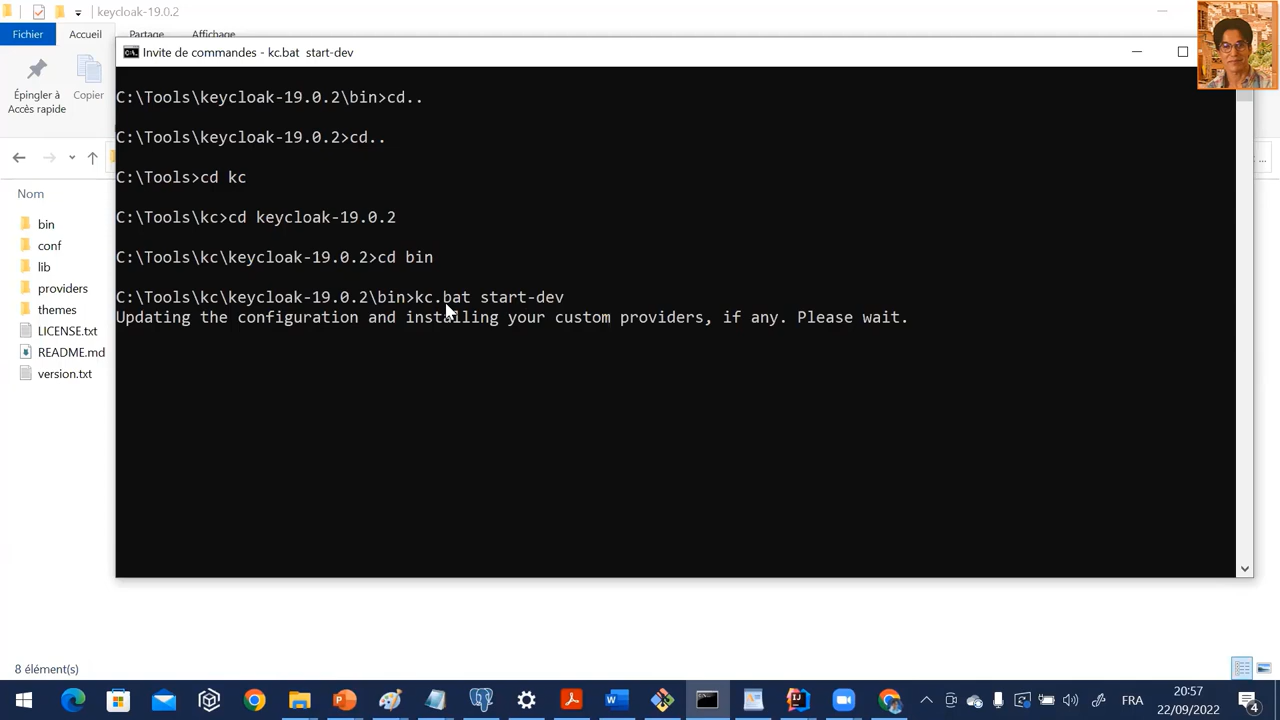 keycloak-19.0.2
Fichier
Accueil
Partage
Affichage
Invite de commandes - kc.bat  start-dev
Épingler à
Accès rapide
Copier
C:\Tools\keycloak-19.0.2\bin>cd..
C:\Tools\keycloak-19.0.2>cd..
C:\Tools>cd kc
C:\Tools\kc>cd keycloak-19.0.2
C:\Tools\kc\keycloak-19.0.2>cd bin
C:\Tools\kc\keycloak-19.0.2\bin>kc.bat start-dev
Updating the configuration and installing your custom providers, if any. Please wait.
Nom
bin
conf
lib
providers
themes
LICENSE.txt
README.md
version.txt
8 élément(s)
FRA
20:57
22/09/2022
4